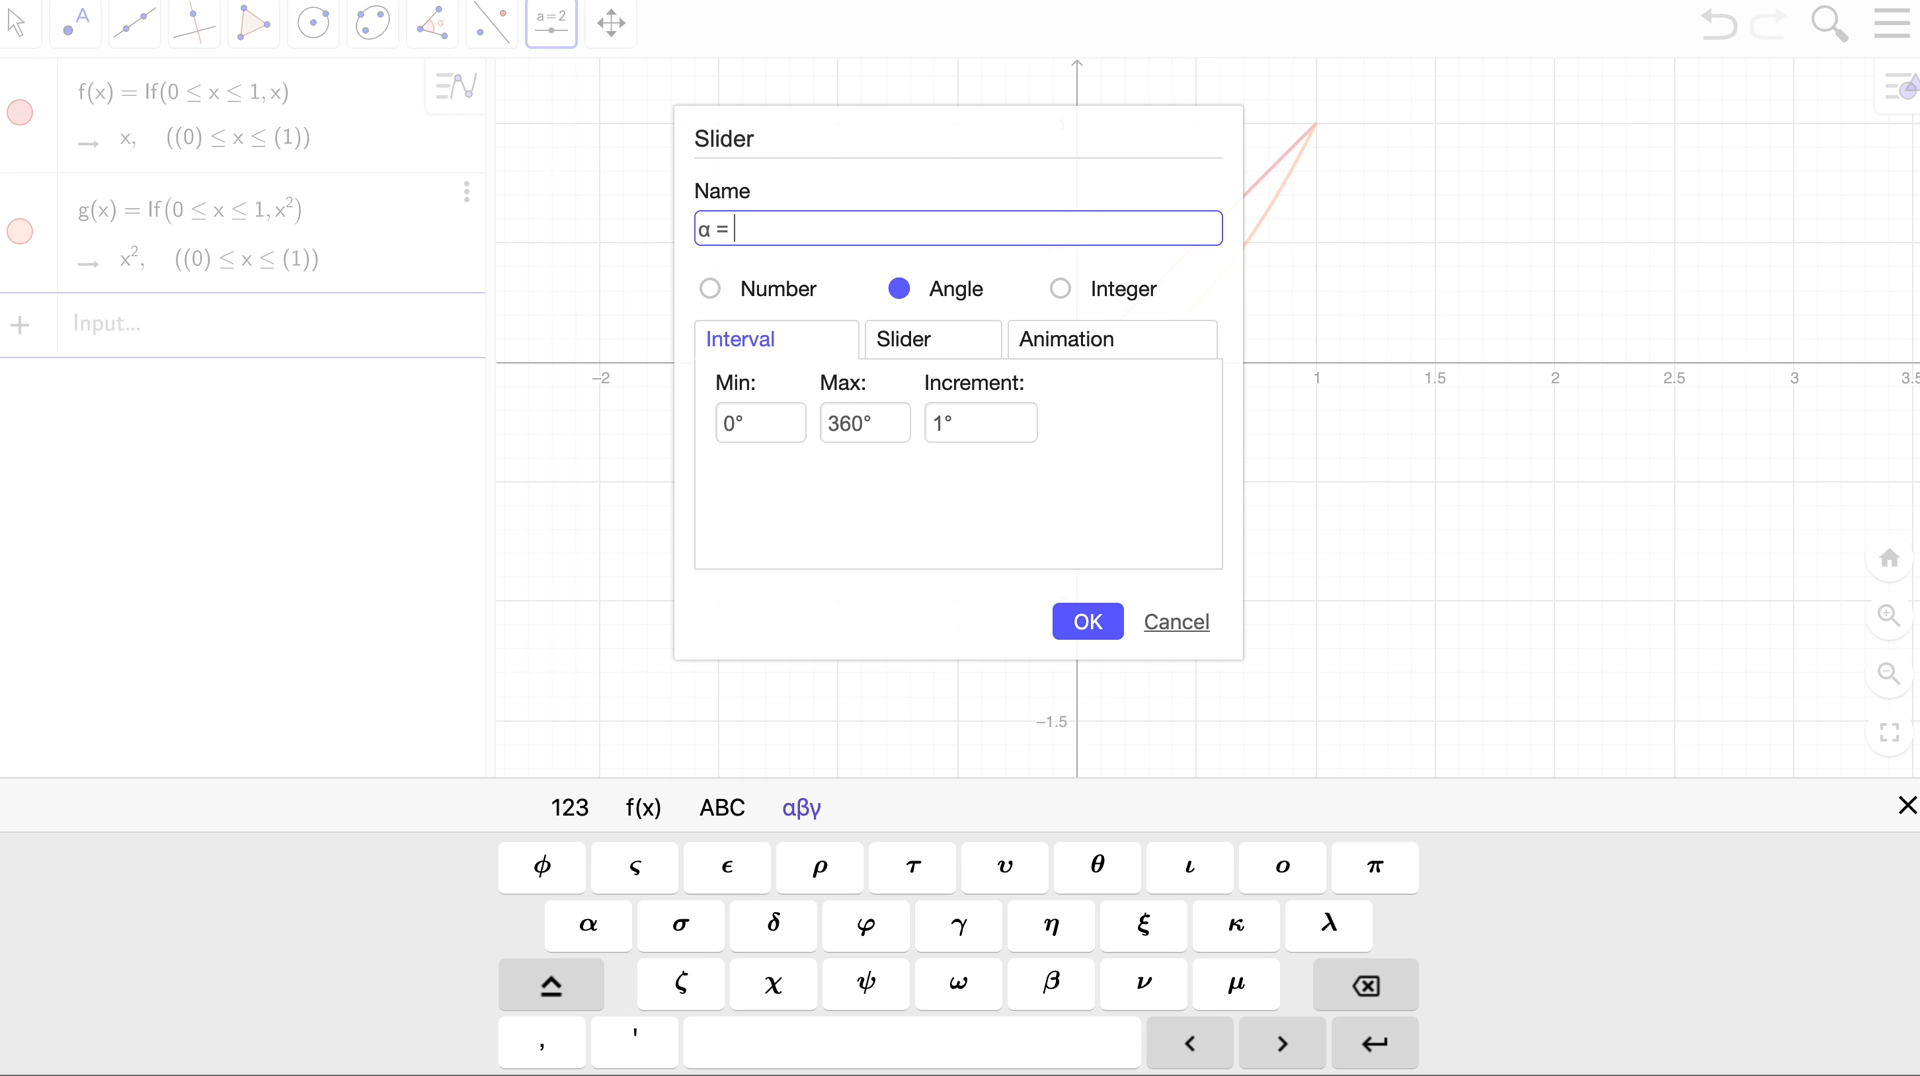 A
α
a=2
f(x) = If(0 ≤ x ≤ 1, x)
→ x, ((0) ≤ x ≤ (1))
g(x) = If(0 ≤ x ≤ 1, x²)
→ x², ((0) ≤ x ≤ (1))
+ Input...
Slider
1
Name
α =
Number Angle Integer
Interval Slider Animation
Min: Max: Increment:
0° 360° 1°
OK Cancel
–2 1 1.5 2 2.5 3 3.5
–1.5
123 f(x) ABC αβγ
ϕ ς ϵ ρ τ υ θ ι ο π
α σ δ φ γ η ξ κ λ
ζ χ ψ ω β ν μ
, ' < >